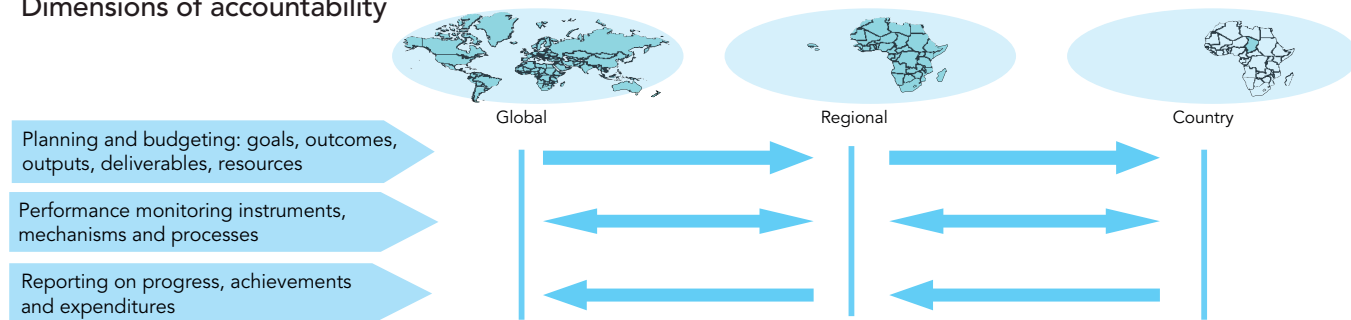 Dimensions of accountability
Global
Regional
Country
Planning and budgeting: goals, outcomes,
outputs, deliverables, resources
Performance monitoring instruments,
mechanisms and processes
Reporting on progress, achievements
and expenditures